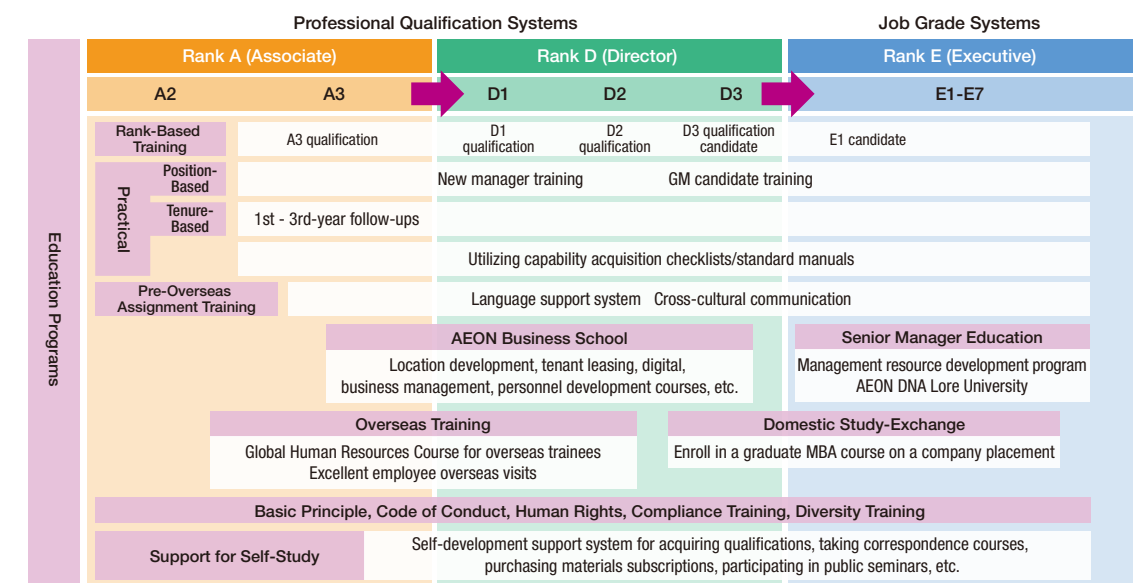 Professional Qualification Systems
Job Grade Systems
Rank A (Associate)
Rank D (Director)
Rank E (Executive)
A2
A3
D1
D2
D3
E1-E7
Education Programs
Rank-Based
Training
A3 qualification
D1
qualification
D2
qualification
D3 qualification
candidate
E1 candidate
Practical
Position-
Based
New manager training
GM candidate training
Tenure-
Based
1st - 3rd-year follow-ups
Utilizing capability acquisition checklists/standard manuals
Pre-Overseas
Assignment Training
Language support system Cross-cultural communication
AEON Business School
Location development, tenant leasing, digital,
business management, personnel development courses, etc.
Senior Manager Education
Management resource development program
AEON DNA Lore University
Overseas Training
Global Human Resources Course for overseas trainees
Excellent employee overseas visits
Domestic Study-Exchange
Enroll in a graduate MBA course on a company placement
Basic Principle, Code of Conduct, Human Rights, Compliance Training, Diversity Training
Support for Self-Study
Self-development support system for acquiring qualifications, taking correspondence courses,
purchasing materials subscriptions, participating in public seminars, etc.